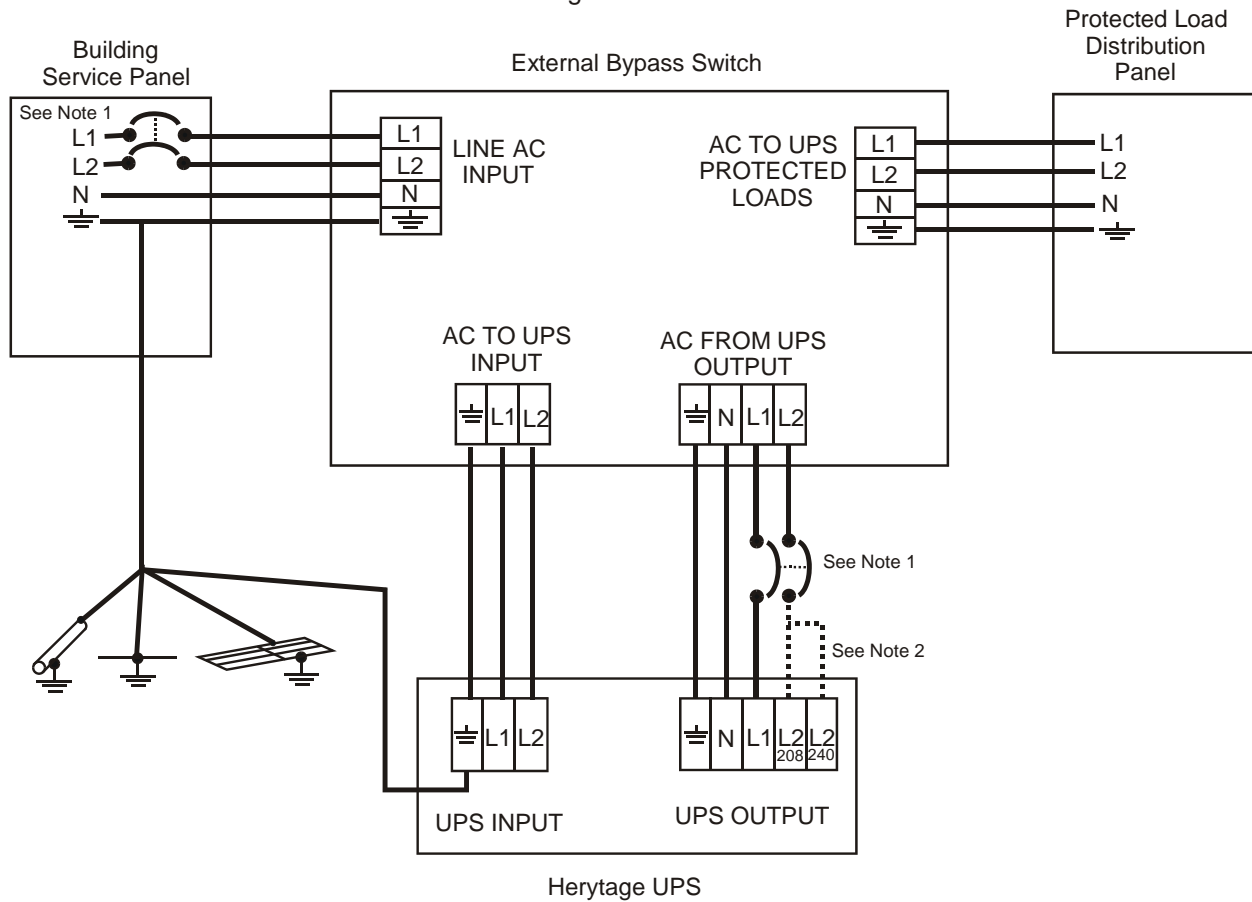 Building
Service Panel
See Note 1
L1
L2
N
External Bypass Switch
L1
L2
N
LINE AC
INPUT
AC TO UPS
PROTECTED
LOADS
L1
L2
N
Protected Load
Distribution
Panel
L1
L2
N
AC TO UPS
INPUT
L1 L2
AC FROM UPS
OUTPUT
N L1 L2
See Note 1
See Note 2
L1 L2
UPS INPUT
N L1 L2 L2
208 240
UPS OUTPUT
Herytage UPS